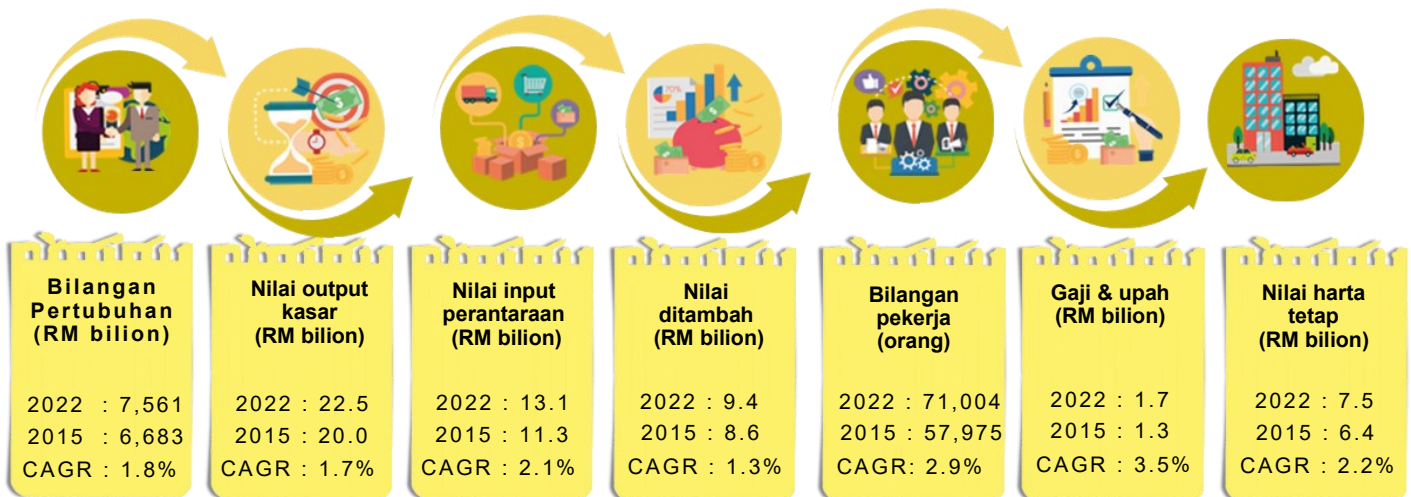 70%
Bilangan
Pertubuhan
(RM bilion)
2022 : 7,561
2015 : 6,683
CAGR : 1.8%
Nilai output
kasar
(RM bilion)
2022 : 22.5
2015 : 20.0
CAGR : 1.7%
Nilai input
perantaraan
(RM bilion)
2022 : 13.1
2015 : 11.3
CAGR : 2.1%
Nilai
ditambah
(RM bilion)
2022 : 9.4
2015 : 8.6
CAGR : 1.3%
Bilangan
pekerja
(orang)
2022 : 71,004
2015 : 57,975
CAGR: 2.9%
Gaji & upah
(RM bilion)
2022 : 1.7
2015 : 1.3
CAGR : 3.5%
Nilai harta
tetap
(RM bilion)
2022 : 7.5
2015 : 6.4
CAGR : 2.2%